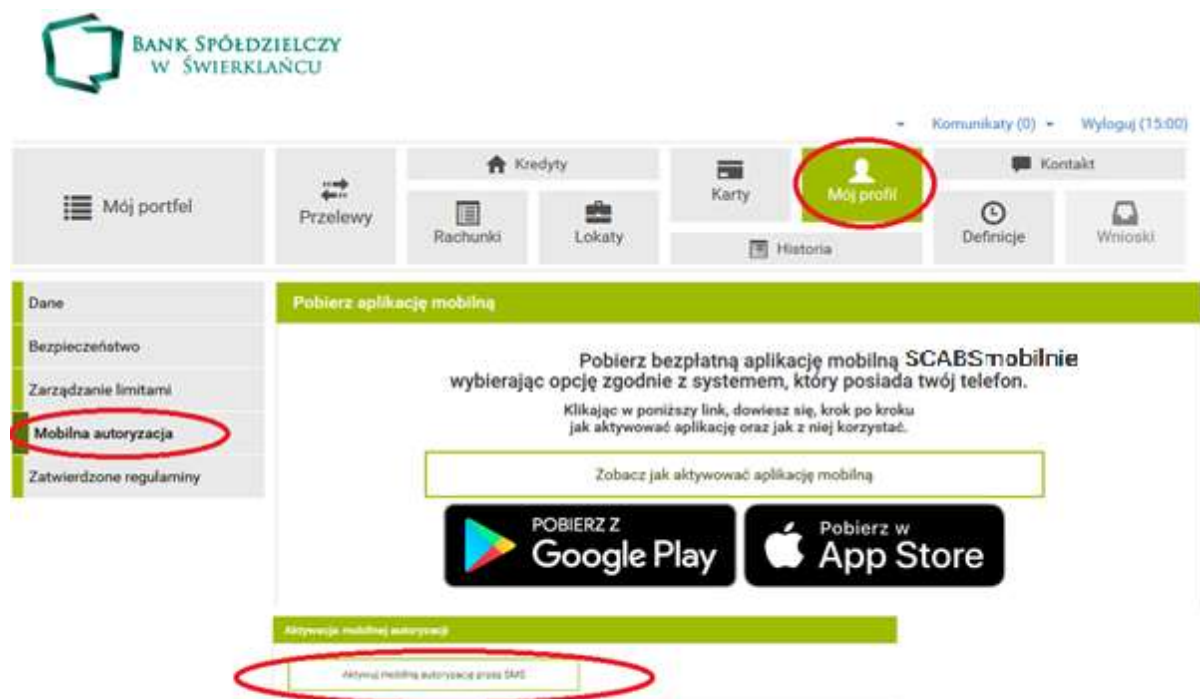 BANK SPÓŁDZIELCZY
W ŚWIERKLAŃCU
Komunikaty (0)
Wyloguj (15:00)
Mój portfel
Przelewy
Kredyty
Rachunki
Lokaty
Karty
Mój profil
Historia
Kontakt
Definicje
Wnioski
Dane
Bezpieczeństwo
Zarządzanie limitami
Mobilna autoryzacja
Zatwierdzone regulaminy
Pobierz aplikację mobilną
Pobierz bezpłatną aplikację mobilną SCABSmobilnie
wybierając opcję zgodnie z systemem, który posiada twój telefon.
Klikając w poniższy link, dowiesz się, krok po kroku
jak aktywować aplikację oraz jak z niej korzystać.
Zobacz jak aktywować aplikację mobilną
POBIERZ Z
Google Play
Pobierz w
App Store
Aktywacja mobilnej autoryzacji
Aktywuj mobilną autoryzację przez SMS